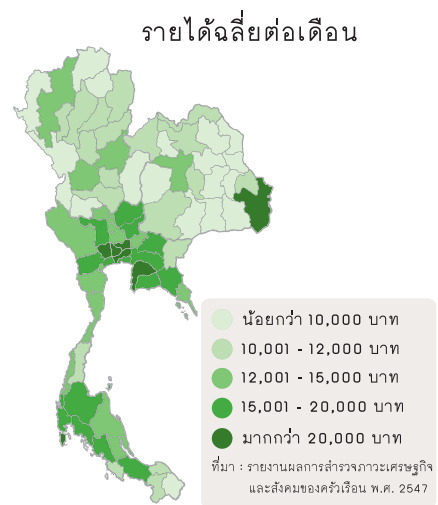 รายได้ฉลี่ยต่อเดือน
น้อยกว่า 10,000 บาท
10,001 - 12,000 บาท
12,001 - 15,000 บาท
15,001 - 20,000 บาท
มากกว่า 20,000 บาท
ที่มา : รายงานผลการสำรวจภาวะเศรษฐกิจ
และสังคมของครัวเรือน พ.ศ. 2547